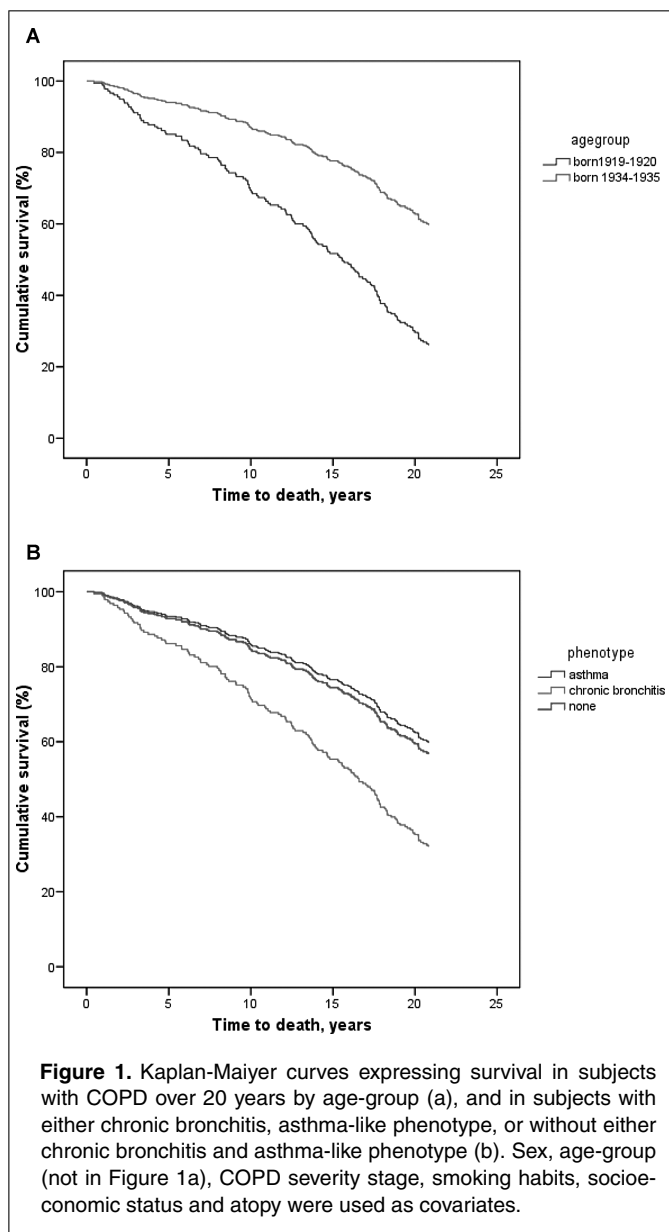 A
100
80
60
40
20
0
Cumulative survival (%)
0 5 10 15 20 25
Time to death, years
agegroup
born1919-1920
born 1934-1935
B
100
80
60
40
20
0
Cumulative survival (%)
0 5 10 15 20 25
Time to death, years
phenotype
asthma
chronic bronchitis
none
Figure 1. Kaplan-Maiyer curves expressing survival in subjects
with COPD over 20 years by age-group (a), and in subjects with
either chronic bronchitis, asthma-like phenotype, or without either
chronic bronchitis and asthma-like phenotype (b). Sex, age-group
(not in Figure 1a), COPD severity stage, smoking habits, socioe-
conomic status and atopy were used as covariates.